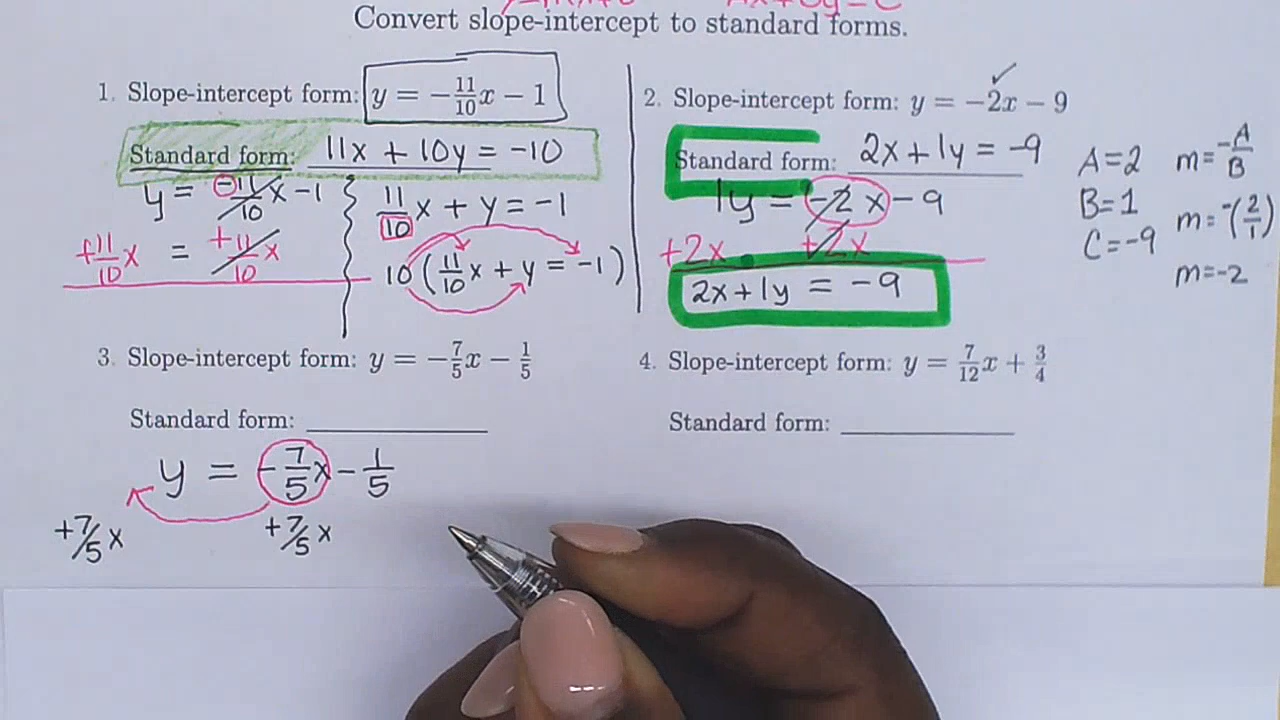 Convert slope-intercept to standard forms.
1. Slope-intercept form: y = -11/10x - 1
Standard form: 11x + 10y = -10
y = -11/10x - 1
+11/10x = +11/10x
11/10x + y = -1
10(11/10x + y = -1)
2. Slope-intercept form: y = -2x - 9
Standard form: 2x + 1y = -9
1y = -2x - 9
+2x +2x
2x + 1y = -9
A=2
B=1
C=-9
m = -A/B
m = -(2/1)
m = -2
3. Slope-intercept form: y = -7/5x - 1/5
Standard form:
y = -7/5x - 1/5
+7/5x +7/5x
4. Slope-intercept form: y = 7/12x + 3/4
Standard form: